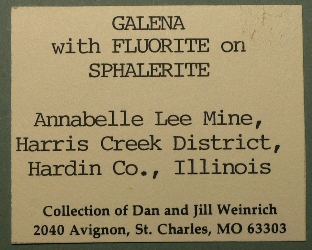 GALENA
with FLUORITE on
SPHALERITE
Annabelle Lee Mine,
Harris Creek District,
Hardin Co., Illinois
Collection of Dan and Jill Weinrich
2040 Avignon, St. Charles, MO 63303